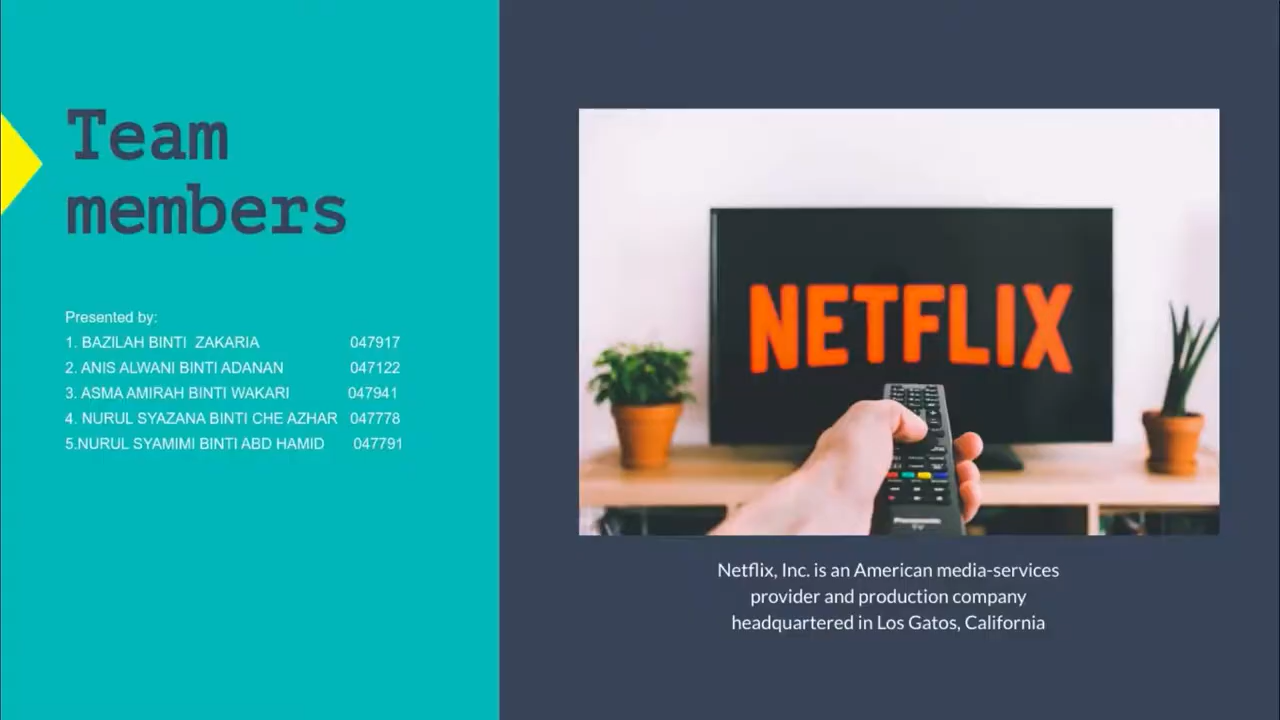 Team
members
Presented by:
1. BAZILAH BINTI  ZAKARIA 047917
2. ANIS ALWANI BINTI ADANAN 047122
3. ASMA AMIRAH BINTI WAKARI 047941
4. NURUL SYAZANA BINTI CHE AZHAR 047778
5.NURUL SYAMIMI BINTI ABD HAMID 047791
NETFLIX
Panasonic
TV
Netflix, Inc. is an American media-services
provider and production company
headquartered in Los Gatos, California